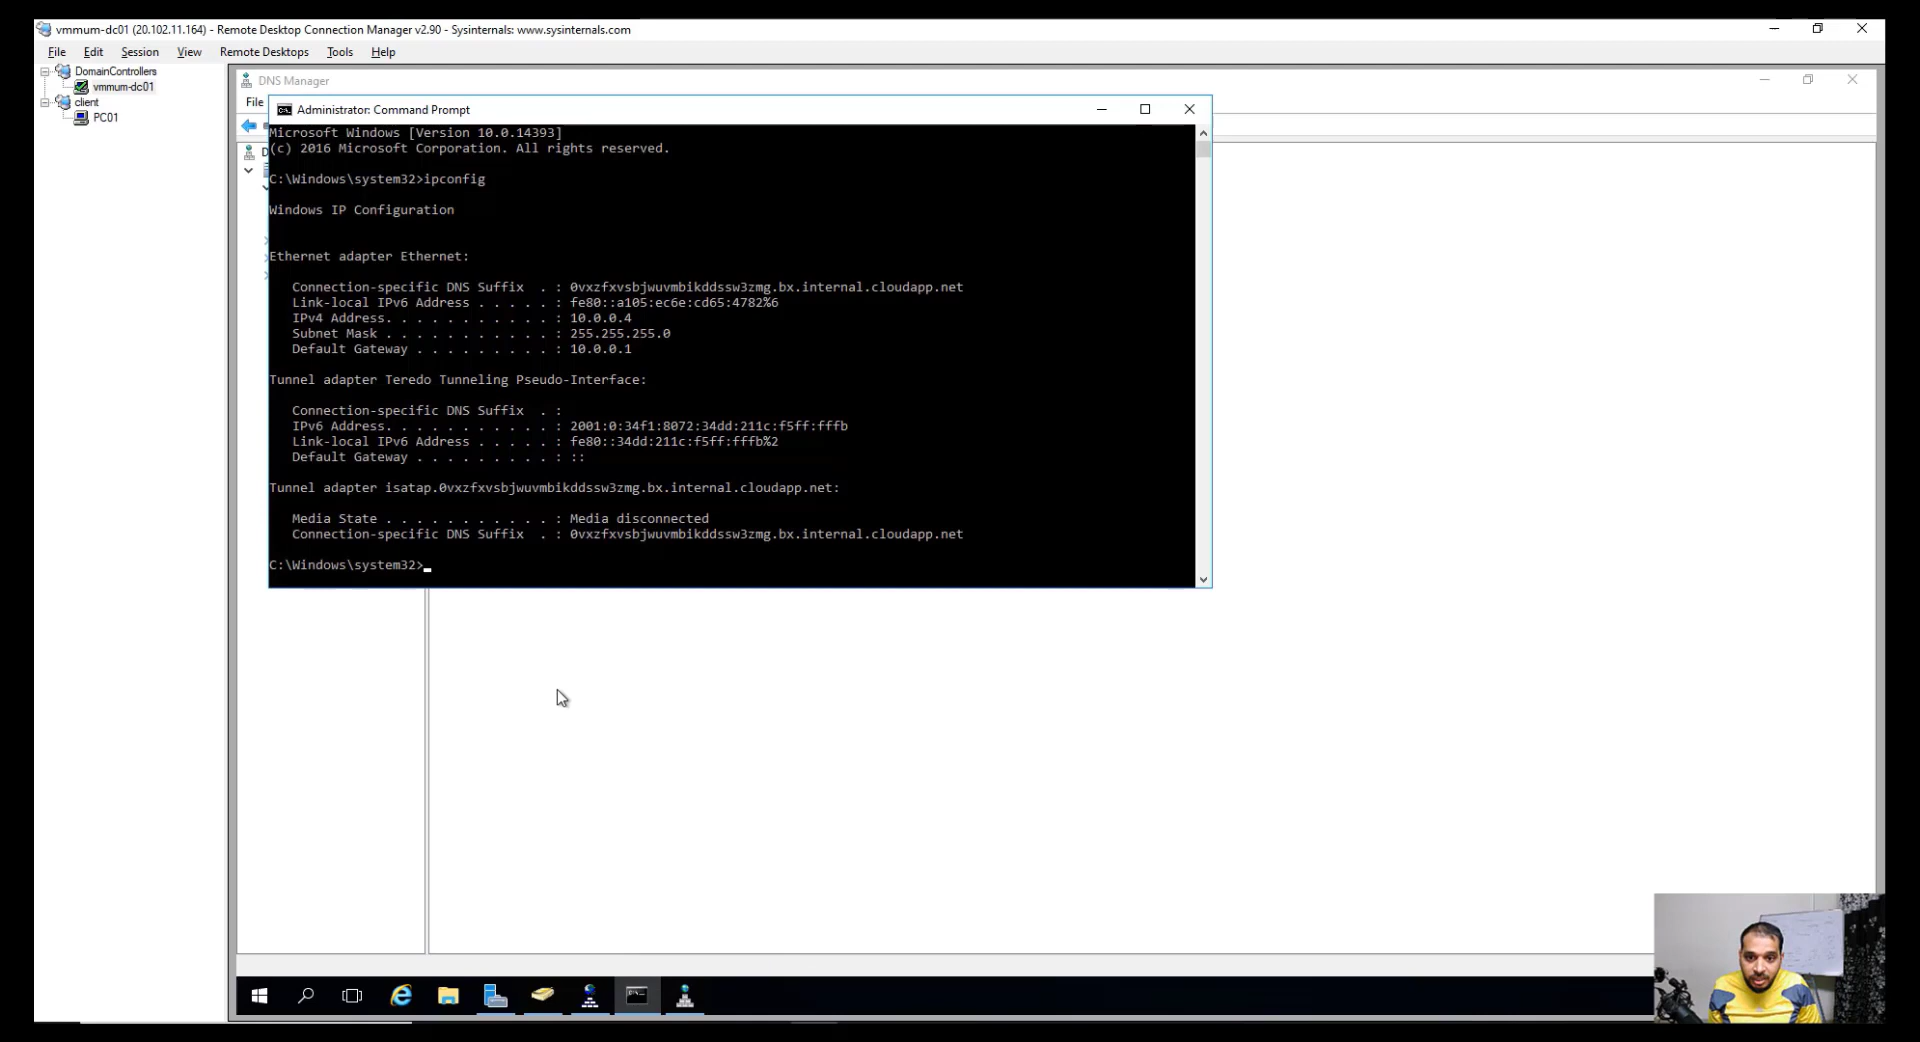 vmmum-dc01 (20.102.11.164) - Remote Desktop Connection Manager v2.90 - Sysinternals: www.sysinternals.com
File Edit Session View Remote Desktops Tools Help
DomainControllers
vmmum-dc01
client
PC01
DNS Manager
File
Administrator: Command Prompt
Microsoft Windows [Version 10.0.14393]
(c) 2016 Microsoft Corporation. All rights reserved.
C:\Windows\system32>ipconfig
Windows IP Configuration
Ethernet adapter Ethernet:
Connection-specific DNS Suffix  . : 0vxzfxvsbjwuvmbikddssw3zmg.bx.internal.cloudapp.net
Link-local IPv6 Address . . . . . : fe80::a105:ec6e:cd65:4782%6
IPv4 Address. . . . . . . . . . . : 10.0.0.4
Subnet Mask . . . . . . . . . . . : 255.255.255.0
Default Gateway . . . . . . . . . : 10.0.0.1
Tunnel adapter Teredo Tunneling Pseudo-Interface:
Connection-specific DNS Suffix  . :
IPv6 Address. . . . . . . . . . . : 2001:0:34f1:8072:34dd:211c:f5ff:fffb
Link-local IPv6 Address . . . . . : fe80::34dd:211c:f5ff:fffb%2
Default Gateway . . . . . . . . . : ::
Tunnel adapter isatap.0vxzfxvsbjwuvmbikddssw3zmg.bx.internal.cloudapp.net:
Media State . . . . . . . . . . . : Media disconnected
Connection-specific DNS Suffix  . : 0vxzfxvsbjwuvmbikddssw3zmg.bx.internal.cloudapp.net
C:\Windows\system32>